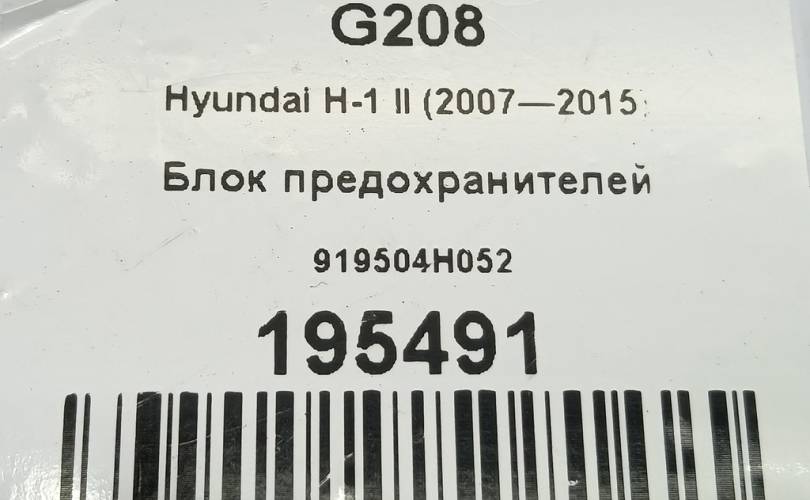 G208
Hyundai H-1 II (2007—2015)
Блок предохранителей
919504H052
195491